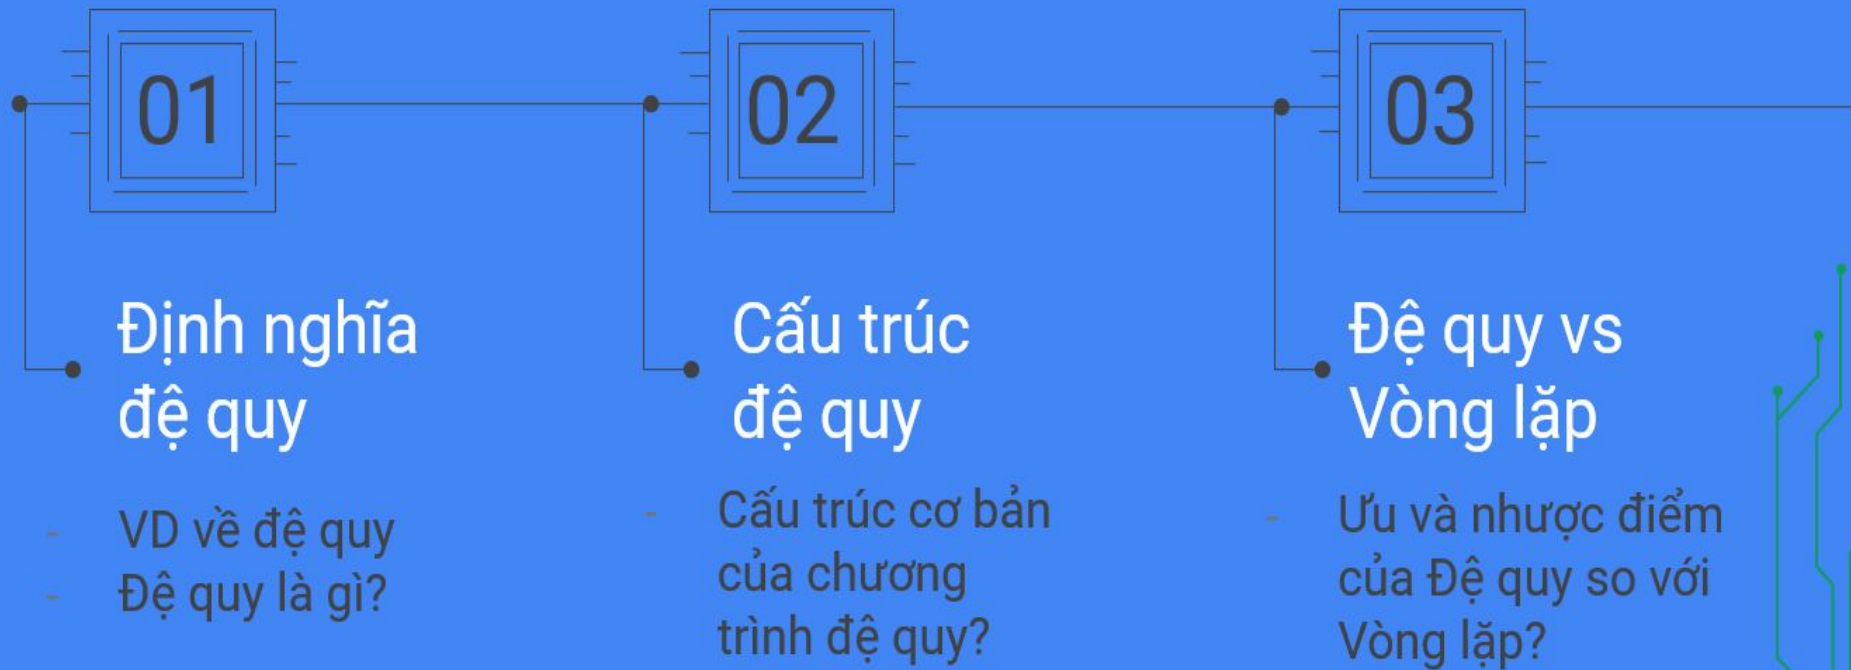 01
Định nghĩa
đệ quy
- VD về đệ quy
- Đệ quy là gì?
02
Cấu trúc
đệ quy
- Cấu trúc cơ bản
của chương
trình đệ quy?
03
Đệ quy vs
Vòng lặp
- Ưu và nhược điểm
của Đệ quy so với
Vòng lặp?